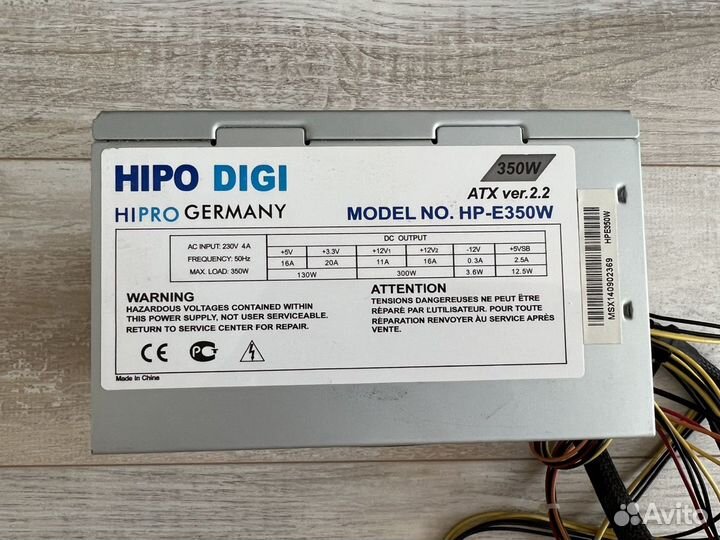 HIPO DIGI
HIPRO GERMANY
350W
ATX ver.2.2
MODEL NO. HP-E350W
AC INPUT: 230V 4A
FREQUENCY: 50Hz
MAX. LOAD: 350W
DC OUTPUT
+5V +3.3V +12V1 +12V2 -12V +5VSB
16A 20A 11A 16A 0.3A 2.5A
130W 300W 3.6W 12.5W
WARNING
HAZARDOUS VOLTAGES CONTAINED WITHIN
THIS POWER SUPPLY, NOT USER SERVICEABLE.
RETURN TO SERVICE CENTER FOR REPAIR.
ATTENTION
TENSIONS DANGEREUSES NE PEUT ÊTRE
RÉPARÉ PAR L'UTILISATEUR. POUR TOUTE
RÉPARATION RENVOYER AU SERVICE APRÉS
VENTE.
CE PCT
Made in China
MSX140902369 HPE350W
Avito